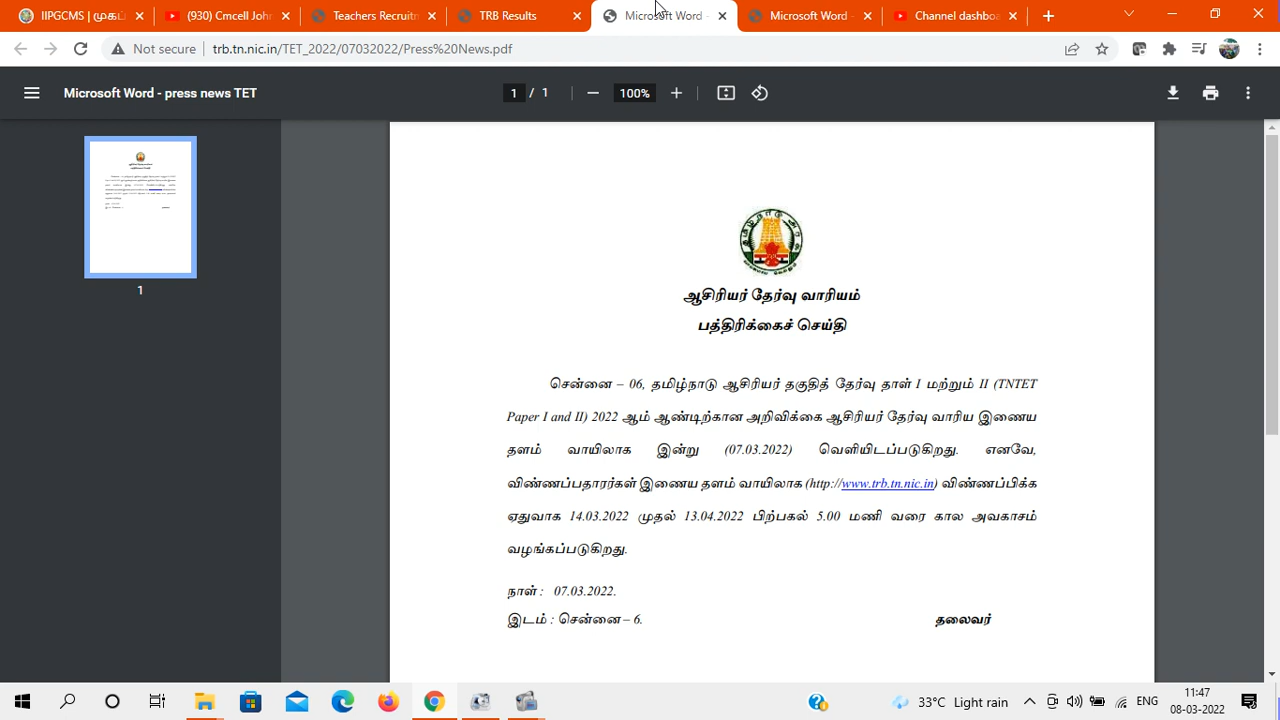 IIPGCMS | முகப்
(930) Cmcell Joh
Teachers Recruitm
TRB Results
Microsoft Word -
Microsoft Word -
Channel dashboa
Not secure
trb.tn.nic.in/TET_2022/07032022/Press%20News.pdf
Microsoft Word - press news TET
1 / 1
100%
1
ஆசிரியர் தேர்வு வாரியம்
பத்திரிக்கைச் செய்தி
சென்னை – 06, தமிழ்நாடு ஆசிரியர் தகுதித் தேர்வு தாள் I மற்றும் II (TNTET
Paper I and II) 2022 ஆம் ஆண்டிற்கான அறிவிக்கை ஆசிரியர் தேர்வு வாரிய இணைய
தளம் வாயிலாக இன்று (07.03.2022) வெளியிடப்படுகிறது. எனவே,
விண்ணப்பதாரர்கள் இணைய தளம் வாயிலாக (http://www.trb.tn.nic.in) விண்ணப்பிக்க
ஏதுவாக 14.03.2022 முதல் 13.04.2022 பிற்பகல் 5.00 மணி வரை கால அவகாசம்
வழங்கப்படுகிறது.
நாள் : 07.03.2022.
இடம் : சென்னை – 6.
தலைவர்
33°C Light rain
ENG
11:47
08-03-2022